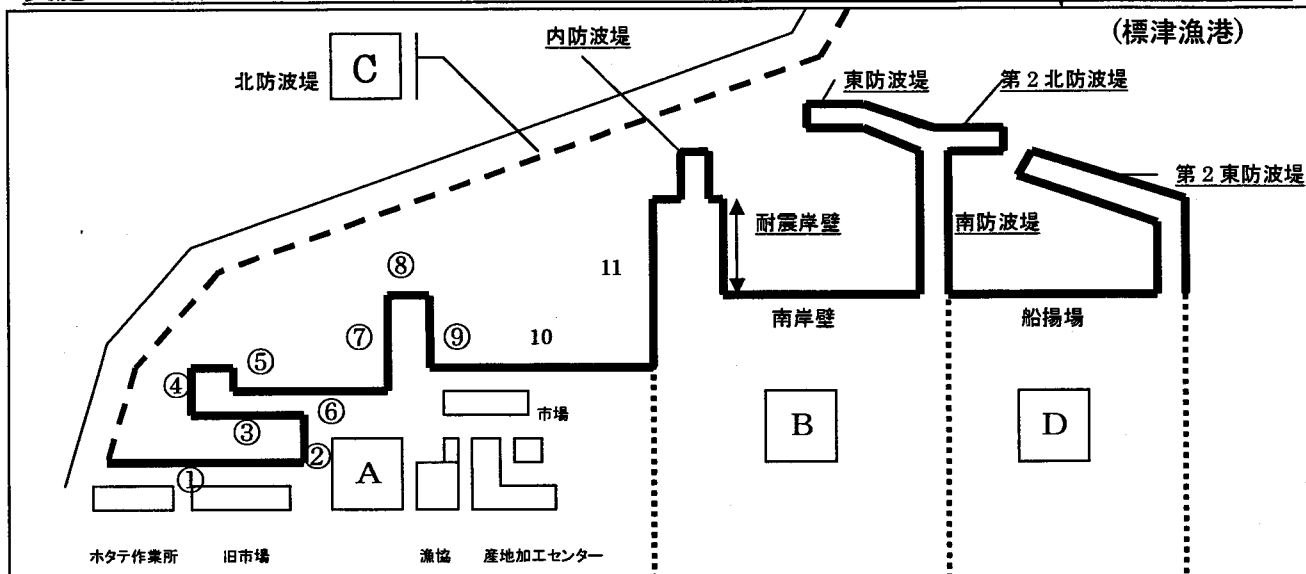 (標津漁港)
内防波堤
北防波堤
C
東防波堤
第2北防波堤
第2東防波堤
耐震岸壁
南防波堤
⑧
11
南岸壁
船揚場
⑦
⑨
10
⑤
④
⑥
市場
③
②
A
B
D
①
ホタテ作業所
旧市場
漁協
産地加工センター